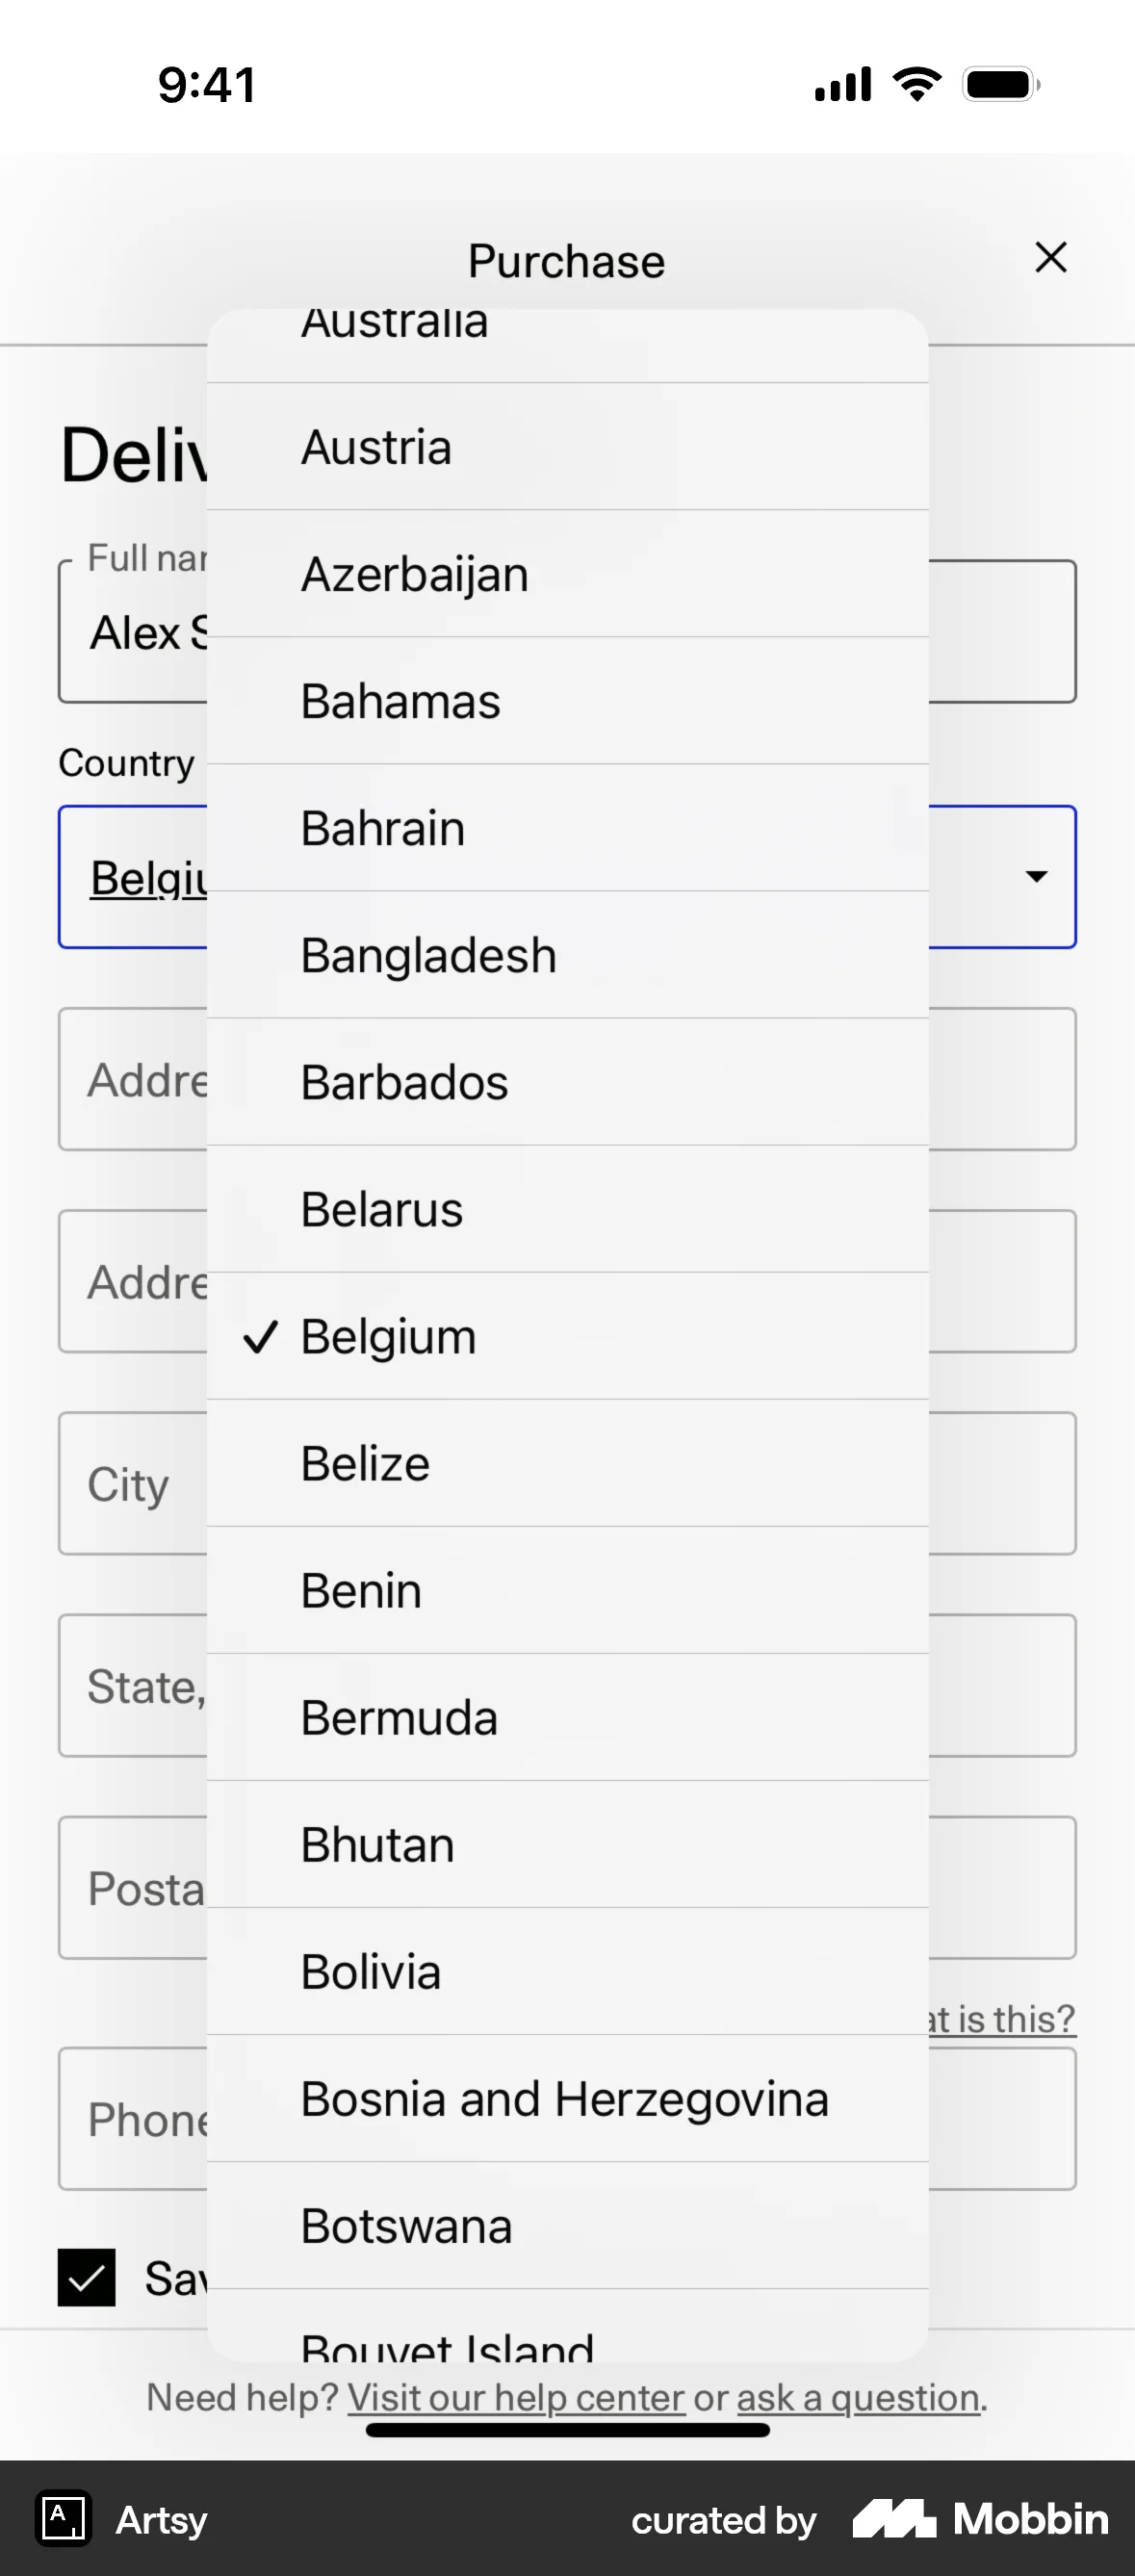 9:41
Purchase
Australia
Deliv
Austria
Full nar
Azerbaijan
Alex S
Bahamas
Country
Bahrain
Belgiu
Bangladesh
Addre
Barbados
Belarus
Addre
Belgium
Belize
City
Benin
State,
Bermuda
Bhutan
Posta
Bolivia
at is this?
Bosnia and Herzegovina
Phone
Botswana
Sav
Bouvet Island
Need help? Visit our help center or ask a question.
A
Artsy
curated by Mobbin